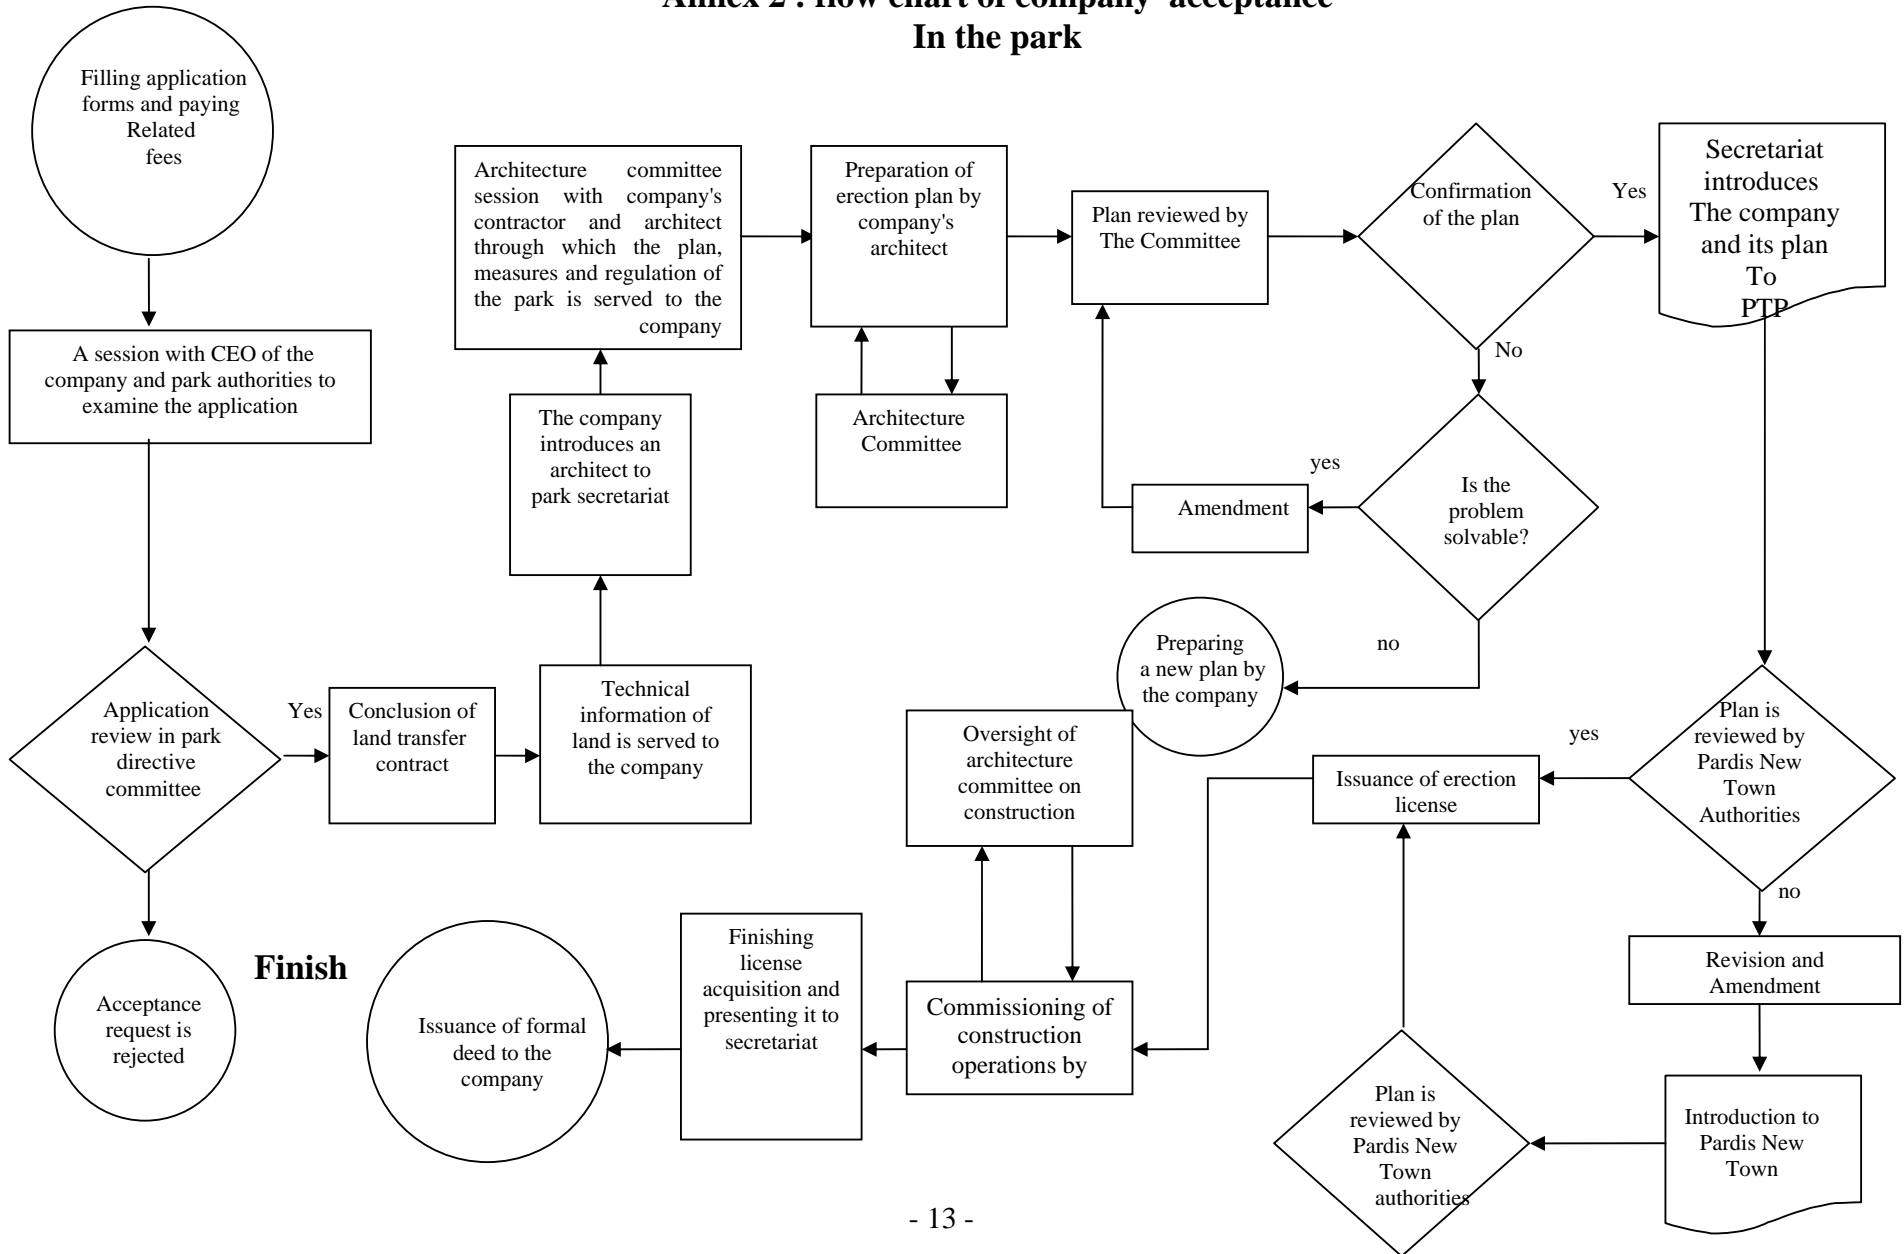 Annex 2 : flow chart of company acceptance
In the park
Filling application
forms and paying
Related
fees
A session with CEO of the
company and park authorities to
examine the application
Application
review in park
directive
committee
Yes
Acceptance
request is
rejected
Conclusion of
land transfer
contract
Technical
information of
land is served to
the company
The company
introduces an
architect to
park secretariat
Architecture committee
session with company's
contractor and architect
through which the plan,
measures and regulation of
the park is served to the
company
Preparation of
erection plan by
company's
architect
Architecture
Committee
Plan reviewed by
The Committee
Confirmation
of the plan
Yes
No
Secretariat
introduces
The company
and its plan
To
PTP
Is the
problem
solvable?
yes
Amendment
no
Preparing
a new plan by
the company
Plan is
reviewed by
Pardis New
Town
Authorities
yes
no
Issuance of erection
license
Revision and
Amendment
Introduction to
Pardis New
Town
Plan is
reviewed by
Pardis New
Town
authorities
Oversight of
architecture
committee on
construction
Commissioning of
construction
operations by
Finishing
license
acquisition and
presenting it to
secretariat
Issuance of formal
deed to the
company
Finish
- 13 -